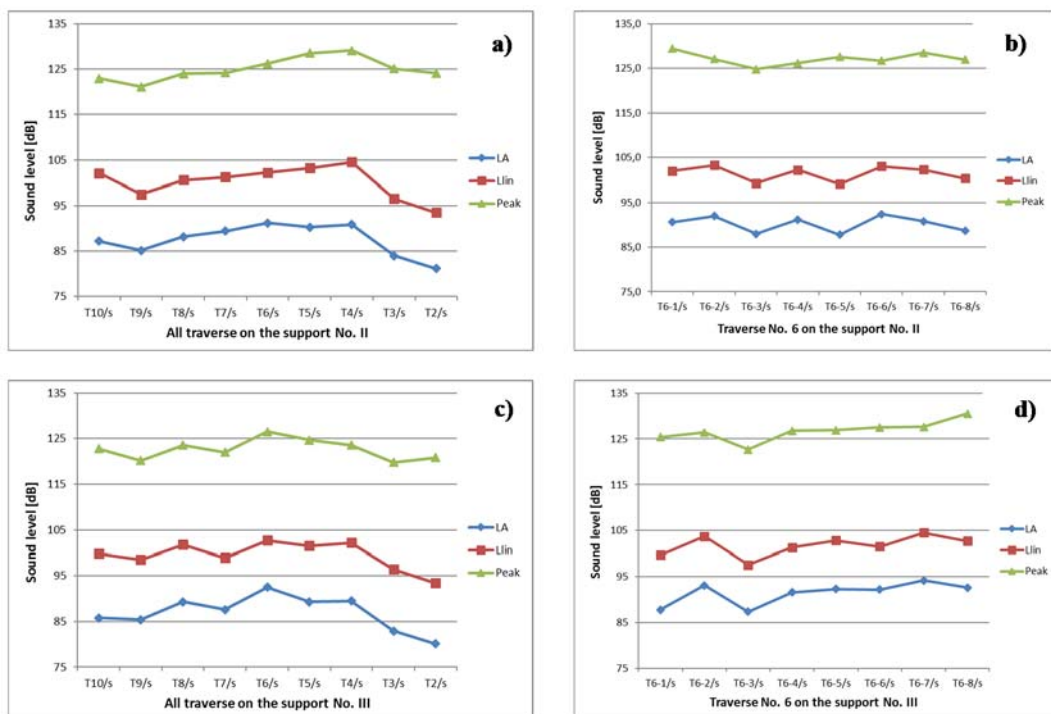 a)
135
125
115
105
95
85
75
Sound level [dB]
LA
Llin
Peak
T10/s T9/s T8/s T7/s T6/s T5/s T4/s T3/s T2/s
All traverse on the support No. II
b)
135,0
125,0
115,0
105,0
95,0
85,0
75,0
Sound level [dB]
LA
Llin
Peak
T6-1/s T6-2/s T6-3/s T6-4/s T6-5/s T6-6/s T6-7/s T6-8/s
Traverse No. 6 on the support No. II
c)
135
125
115
105
95
85
75
Sound level [dB]
LA
Llin
Peak
T10/s T9/s T8/s T7/s T6/s T5/s T4/s T3/s T2/s
All traverse on the support No. III
d)
135
125
115
105
95
85
75
Sound level [dB]
LA
Llin
Peak
T6-1/s T6-2/s T6-3/s T6-4/s T6-5/s T6-6/s T6-7/s T6-8/s
Traverse No. 6 on the support No. III